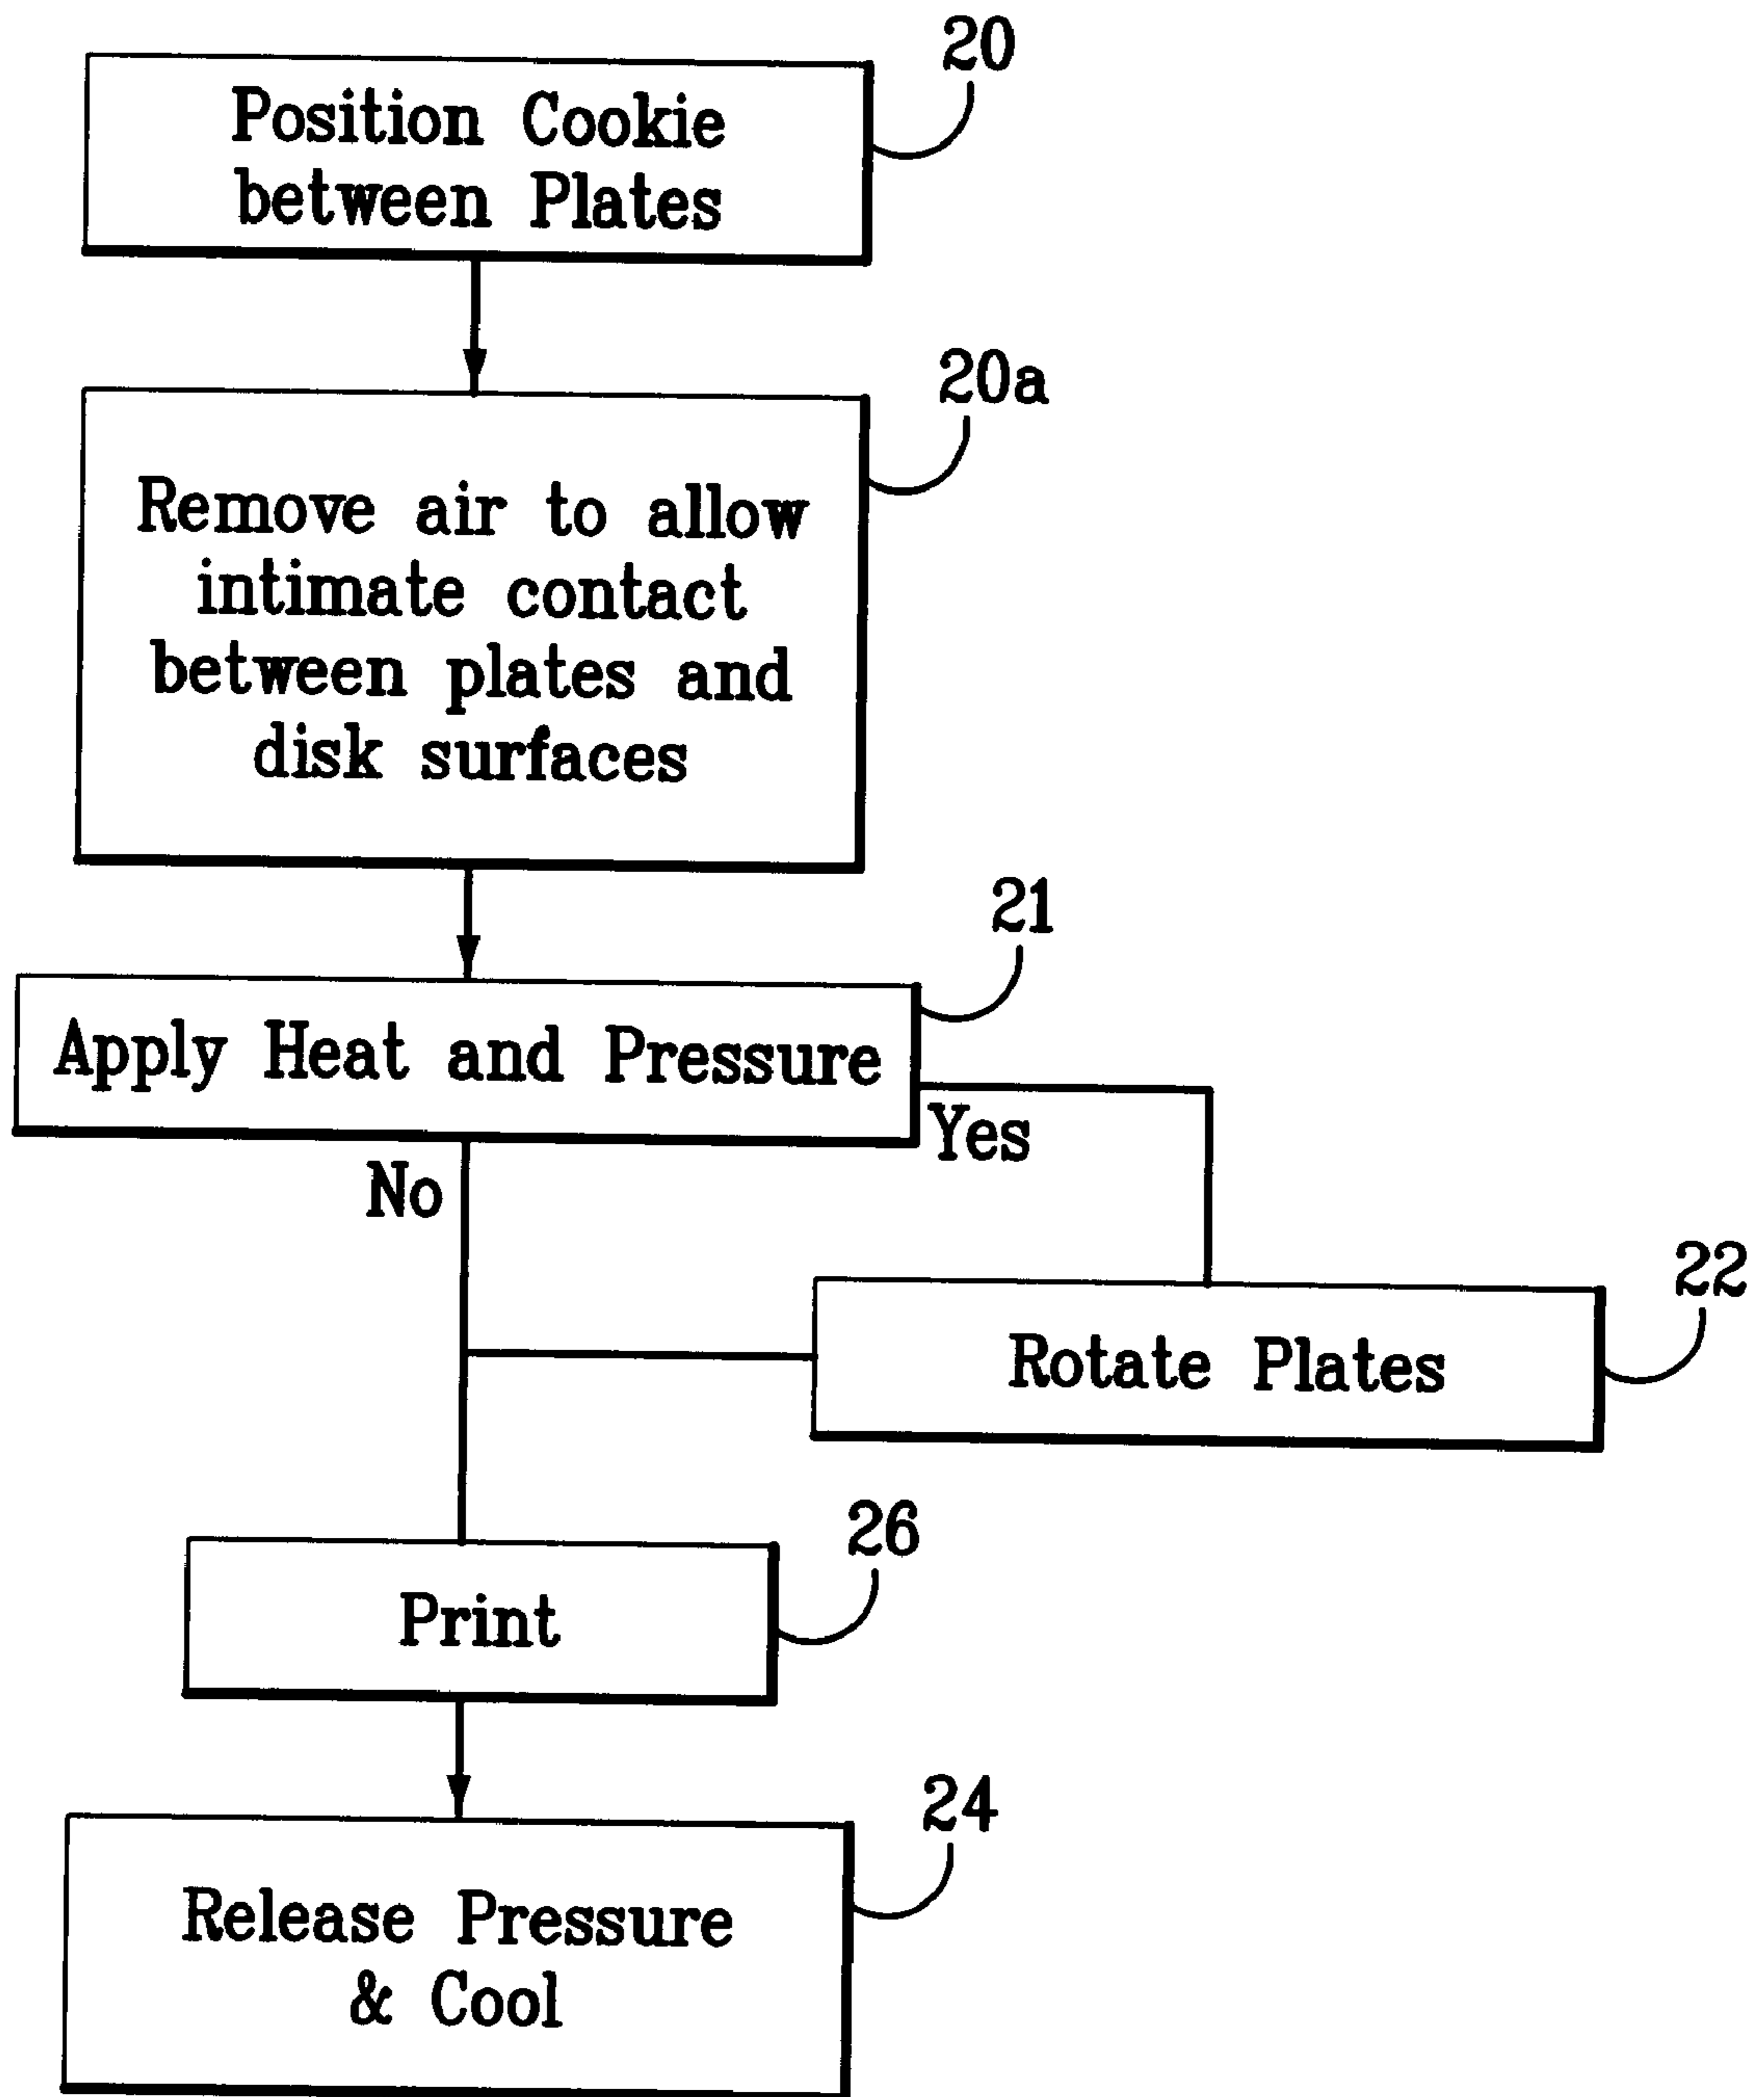 20
Position Cookie
between Plates
20a
Remove air to allow
intimate contact
between plates and
disk surfaces
21
Apply Heat and Pressure
Yes
No
22
Rotate Plates
26
Print
24
Release Pressure
& Cool